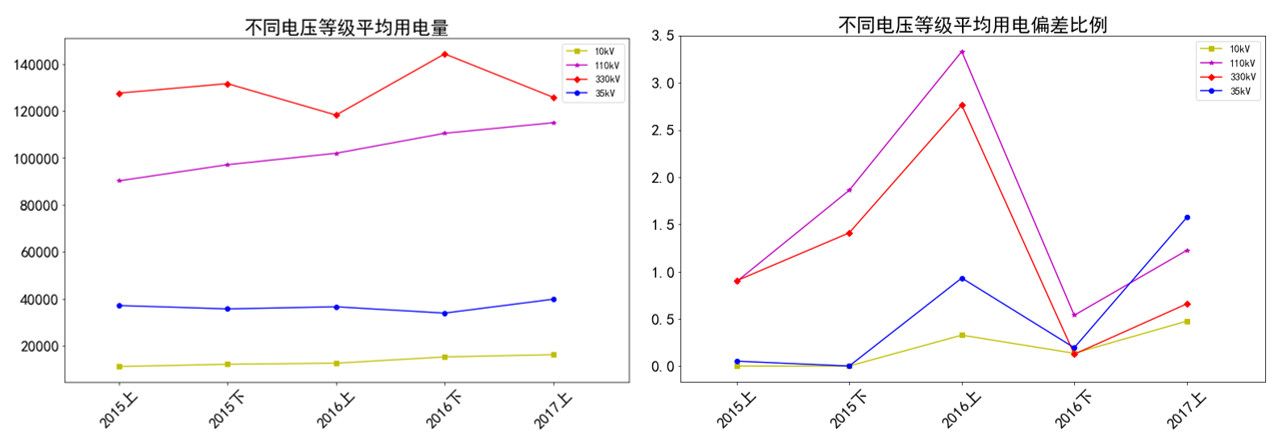 不同电压等级平均用电量
140000
120000
100000
80000
60000
40000
20000
2015上
2015下
2016上
2016下
2017上
10kV
110kV
330kV
35kV
不同电压等级平均用电偏差比例
3.5
3.0
2.5
2.0
1.5
1.0
0.5
0.0
2015上
2015下
2016上
2016下
2017上
10kV
110kV
330kV
35kV